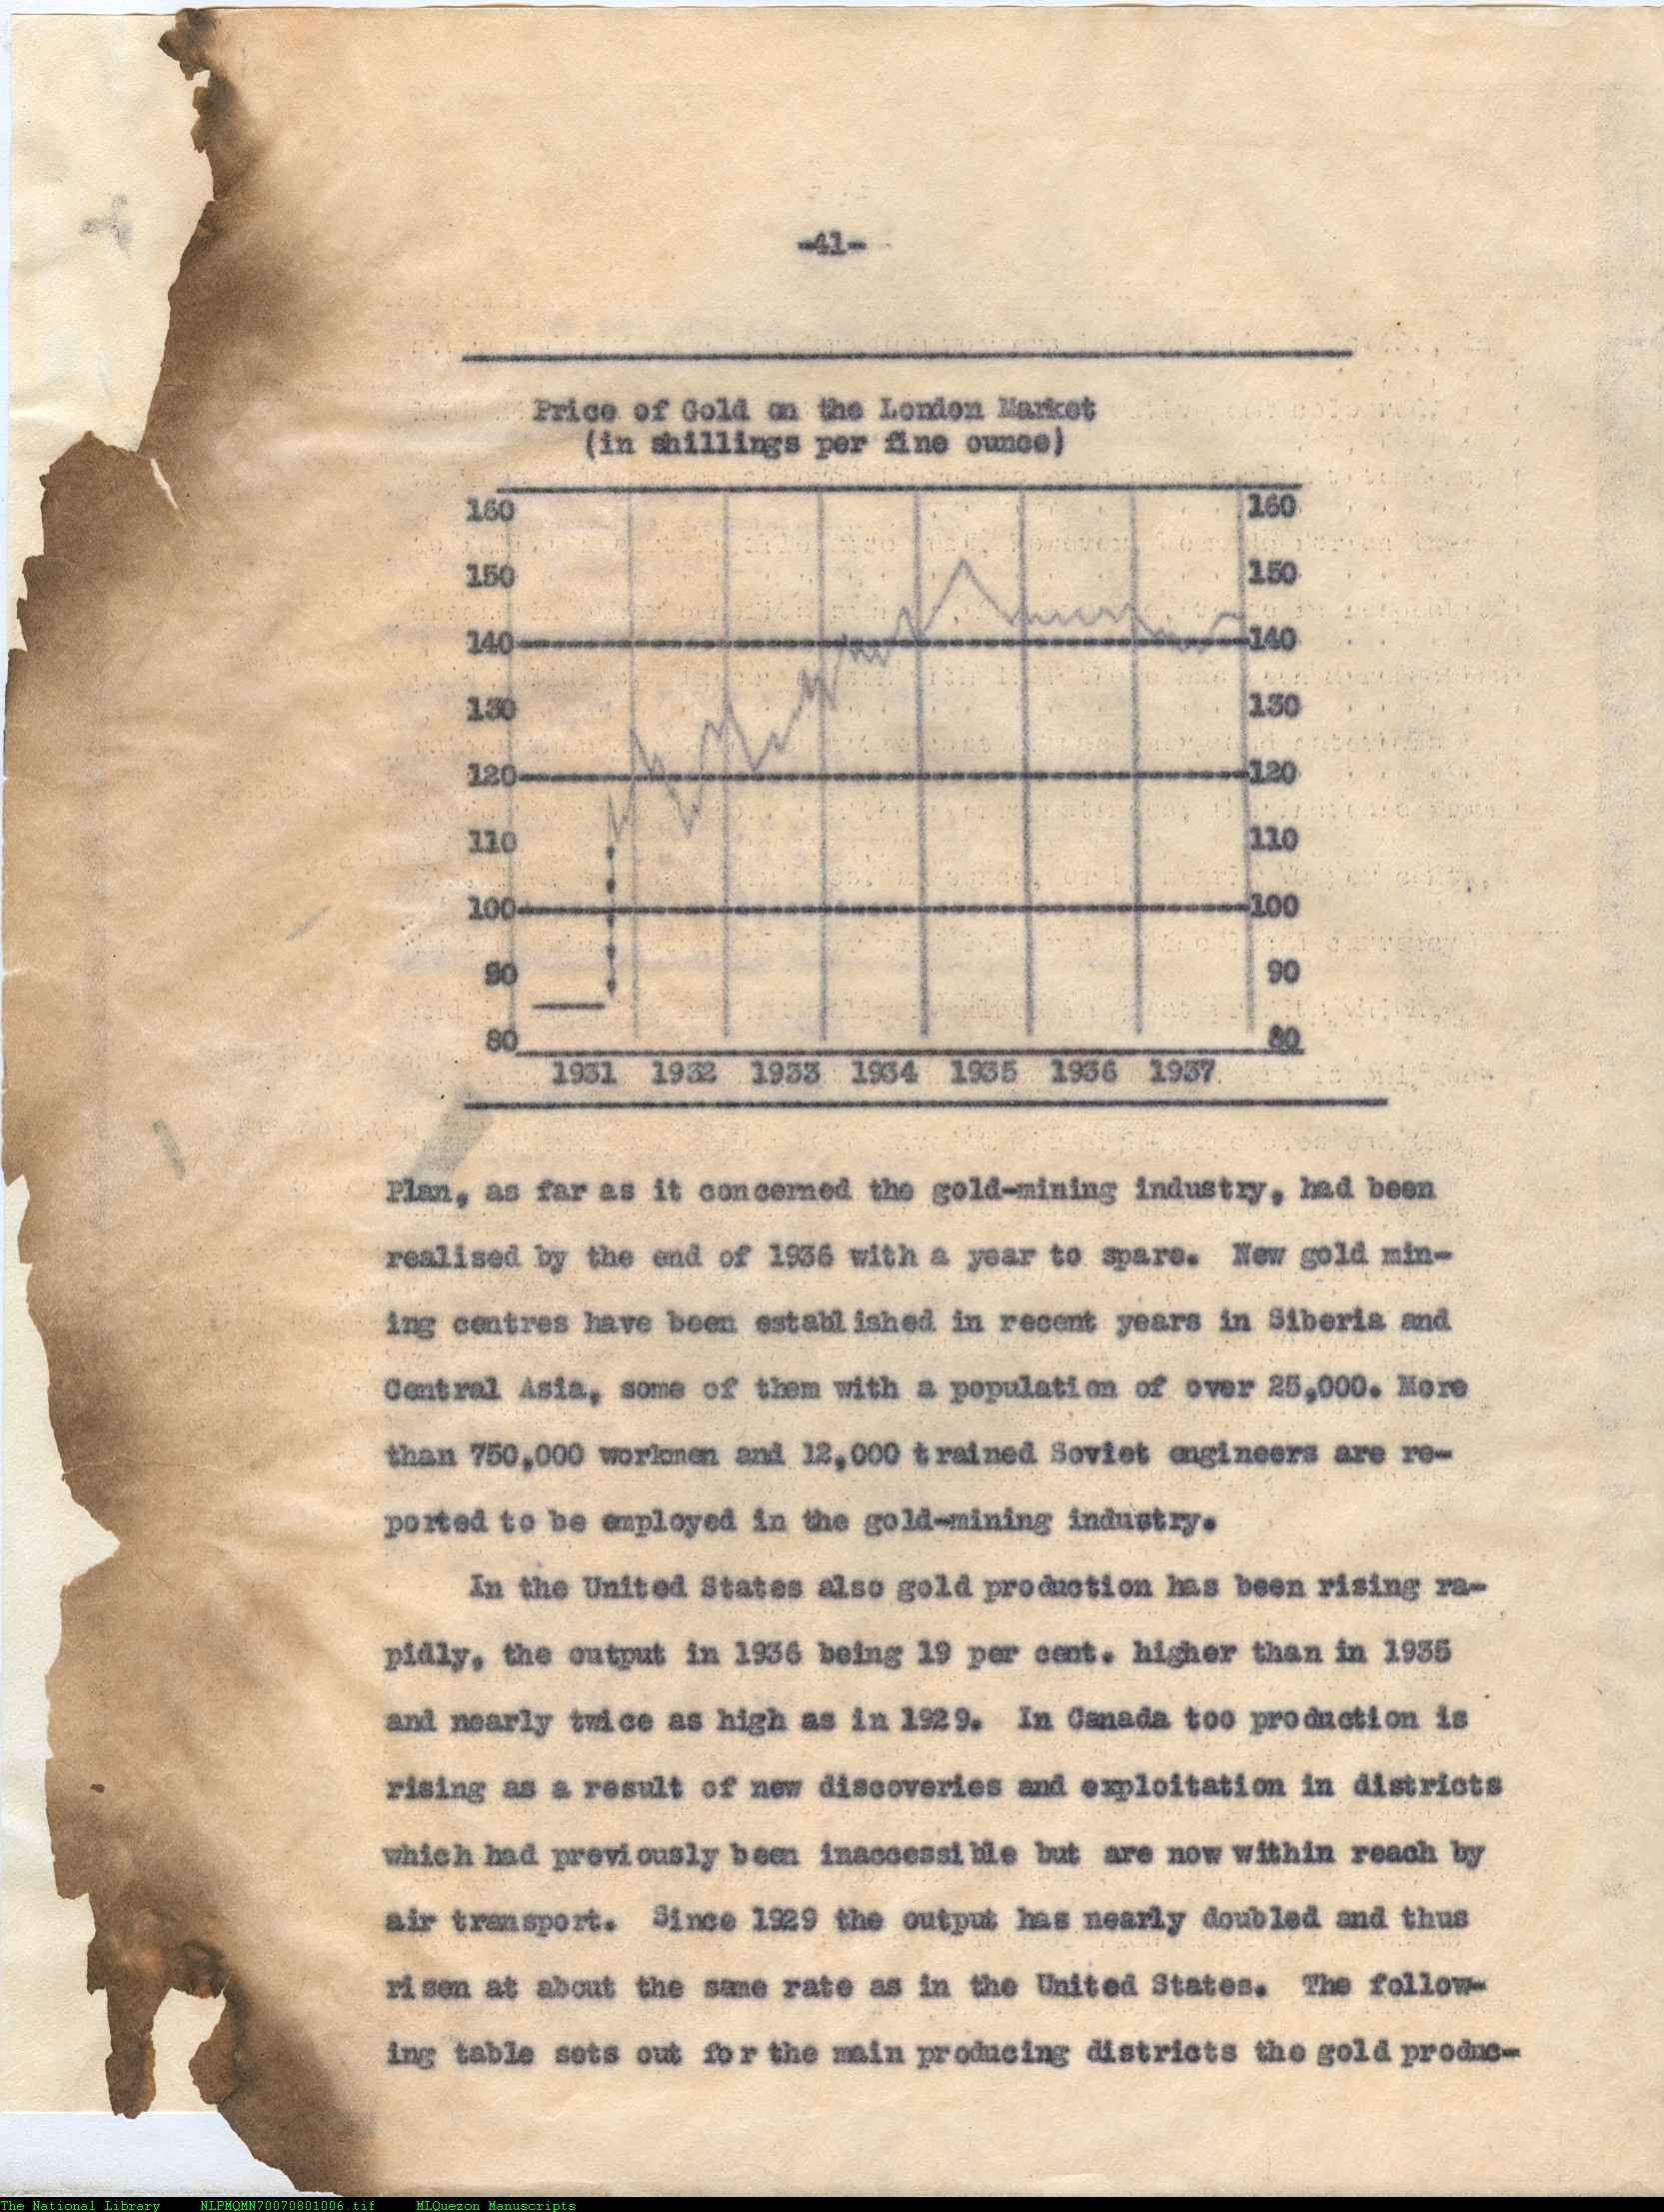 -41-
Price of Gold on the London Market
(in shillings per fine ounce)
160 160
150 150
140 140
130 130
120 120
110 110
100 100
90 90
80 80
1931 1932 1933 1934 1935 1936 1937
Plan, as far as it concerned the gold-mining industry, had been
realised by the end of 1936 with a year to spare. New gold min-
ing centres have been established in recent years in Siberia and
Central Asia, some of them with a population of over 25,000. More
than 750,000 workmen and 12,000 trained Soviet engineers are re-
ported to be employed in the gold-mining industry.
In the United States also gold production has been rising ra-
pidly, the output in 1936 being 19 per cent. higher than in 1935
and nearly twice as high as in 1929. In Canada too production is
rising as a result of new discoveries and exploitation in districts
which had previously been inaccessible but are now within reach by
air transport. Since 1929 the output has nearly doubled and thus
risen at about the same rate as in the United States. The follow-
ing table sets out for the main producing districts the gold produc-
The National Library NLPMQMN70070801006.tif MLQuezon Manuscripts